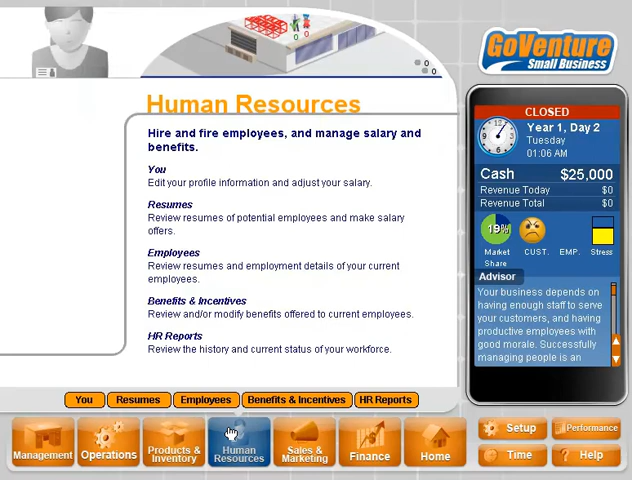 GoVenture
Small Business
0 0
0
0
Human Resources
Hire and fire employees, and manage salary and
benefits.
You
Edit your profile information and adjust your salary.
Resumes
Review resumes of potential employees and make salary
offers.
Employees
Review resumes and employment details of your current
employees.
Benefits & Incentives
Review and/or modify benefits offered to current employees.
HR Reports
Review the history and current status of your workforce.
CLOSED
Year 1, Day 2
Tuesday
01:06 AM
Cash $25,000
Revenue Today $0
Revenue Total $0
19%
Market
Share
CUST.
EMP.
Stress
Advisor
Your business depends on
having enough staff to serve
your customers, and having
productive employees with
good morale. Successfully
managing people is an
You
Resumes
Employees
Benefits & Incentives
HR Reports
Management
Operations
Products &
Inventory
Human
Resources
Sales &
Marketing
Finance
Home
Setup
Performance
Time
Help